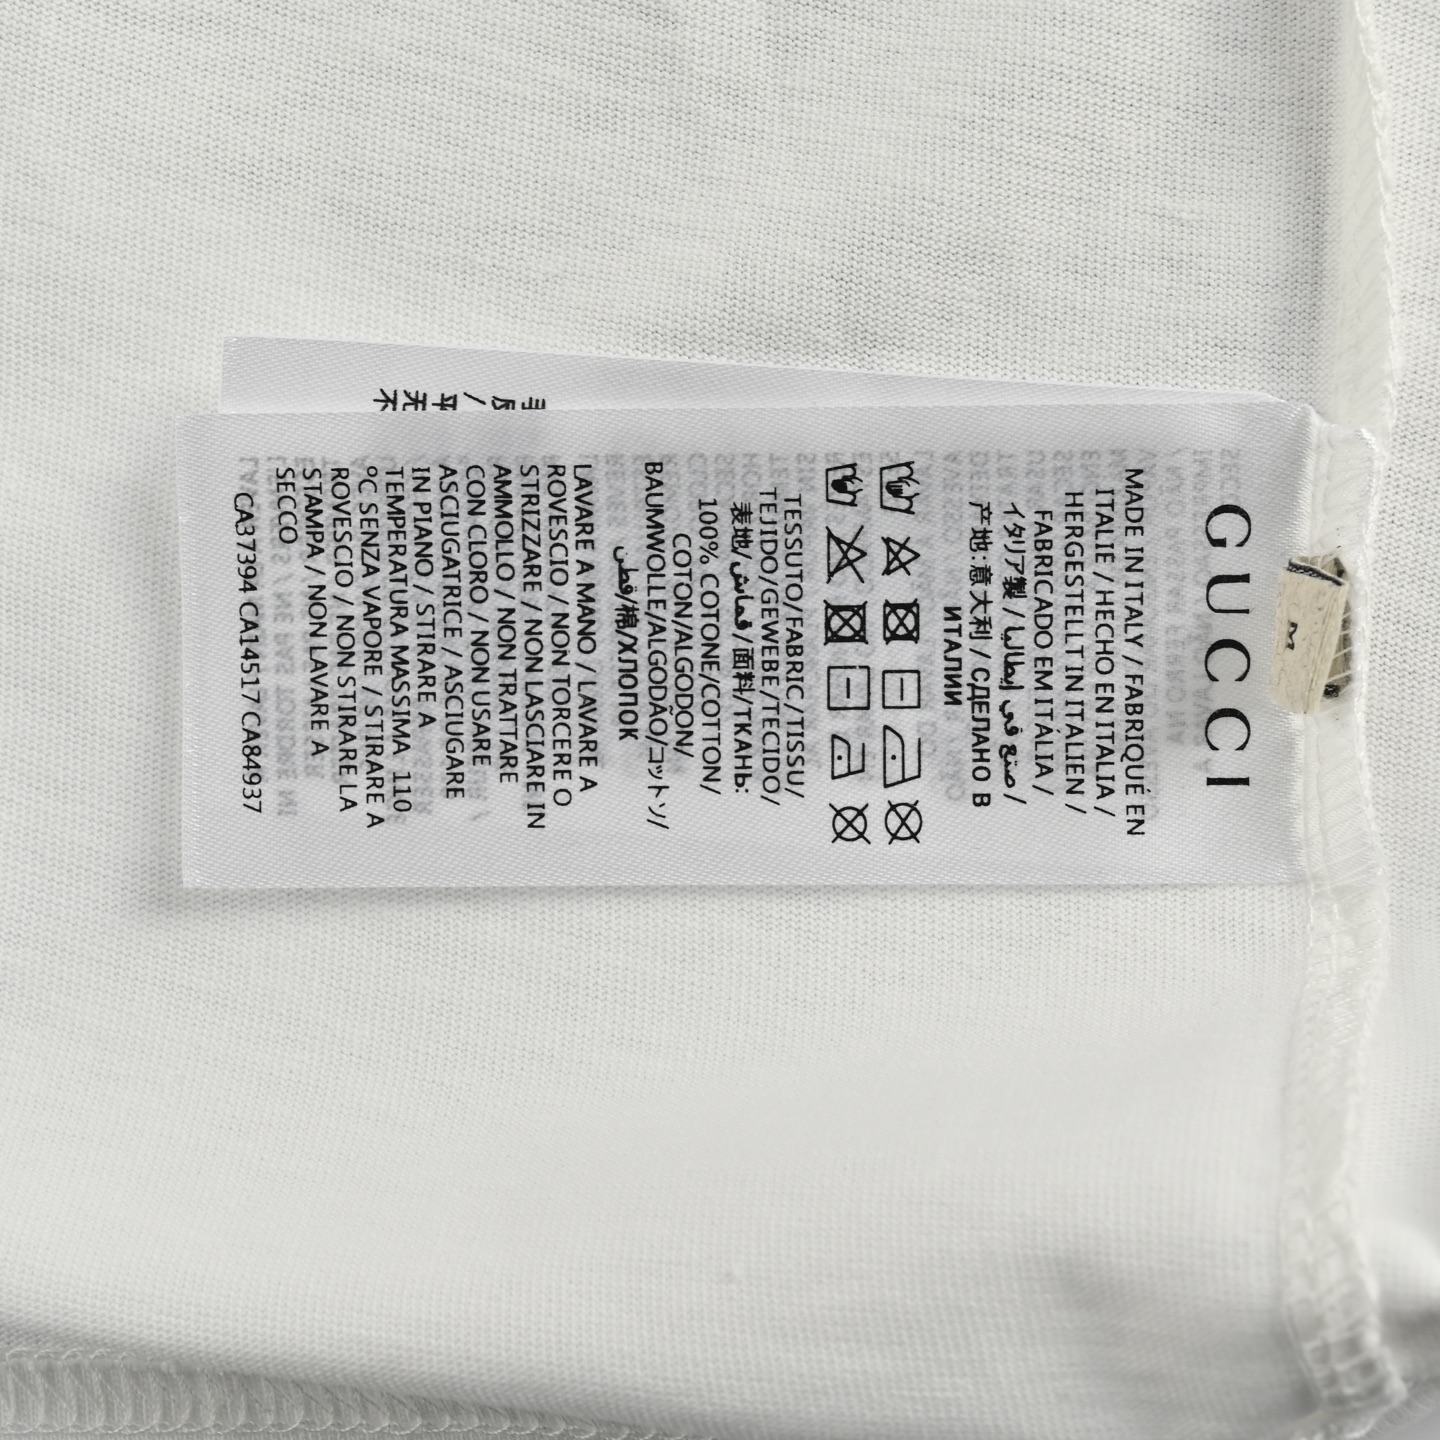 GUCCI
M
MADE IN ITALY / FABRIQUÉ EN
ITALIE / HECHO EN ITALIA /
HERGESTELLT IN ITALIEN /
FABRICADO EM ITÁLIA /
イタリア製 / صنع في إيطاليا /
产地:意大利 / СДЕЛАНО В
ИТАЛИИ
TESSUTO/FABRIC/TISSU/
TEJIDO/GEWEBE/TECIDO/
表地/قماش/面料/ТКАНЬ:
100% COTONE/COTTON/
COTON/ALGODÓN/
BAUMWOLLE/ALGODÃO/コットン/
قطن/棉/ХЛОПОК
LAVARE A MANO / LAVARE A
ROVESCIO / NON TORCERE O
STRIZZARE / NON LASCIARE IN
AMMOLLO / NON TRATTARE
CON CLORO / NON USARE
ASCIUGATRICE / ASCIUGARE
IN PIANO / STIRARE A
TEMPERATURA MASSIMA 110
°C SENZA VAPORE / STIRARE A
ROVESCIO / NON STIRARE LA
STAMPA / NON LAVARE A
SECCO
CA37394 CA14517 CA84937